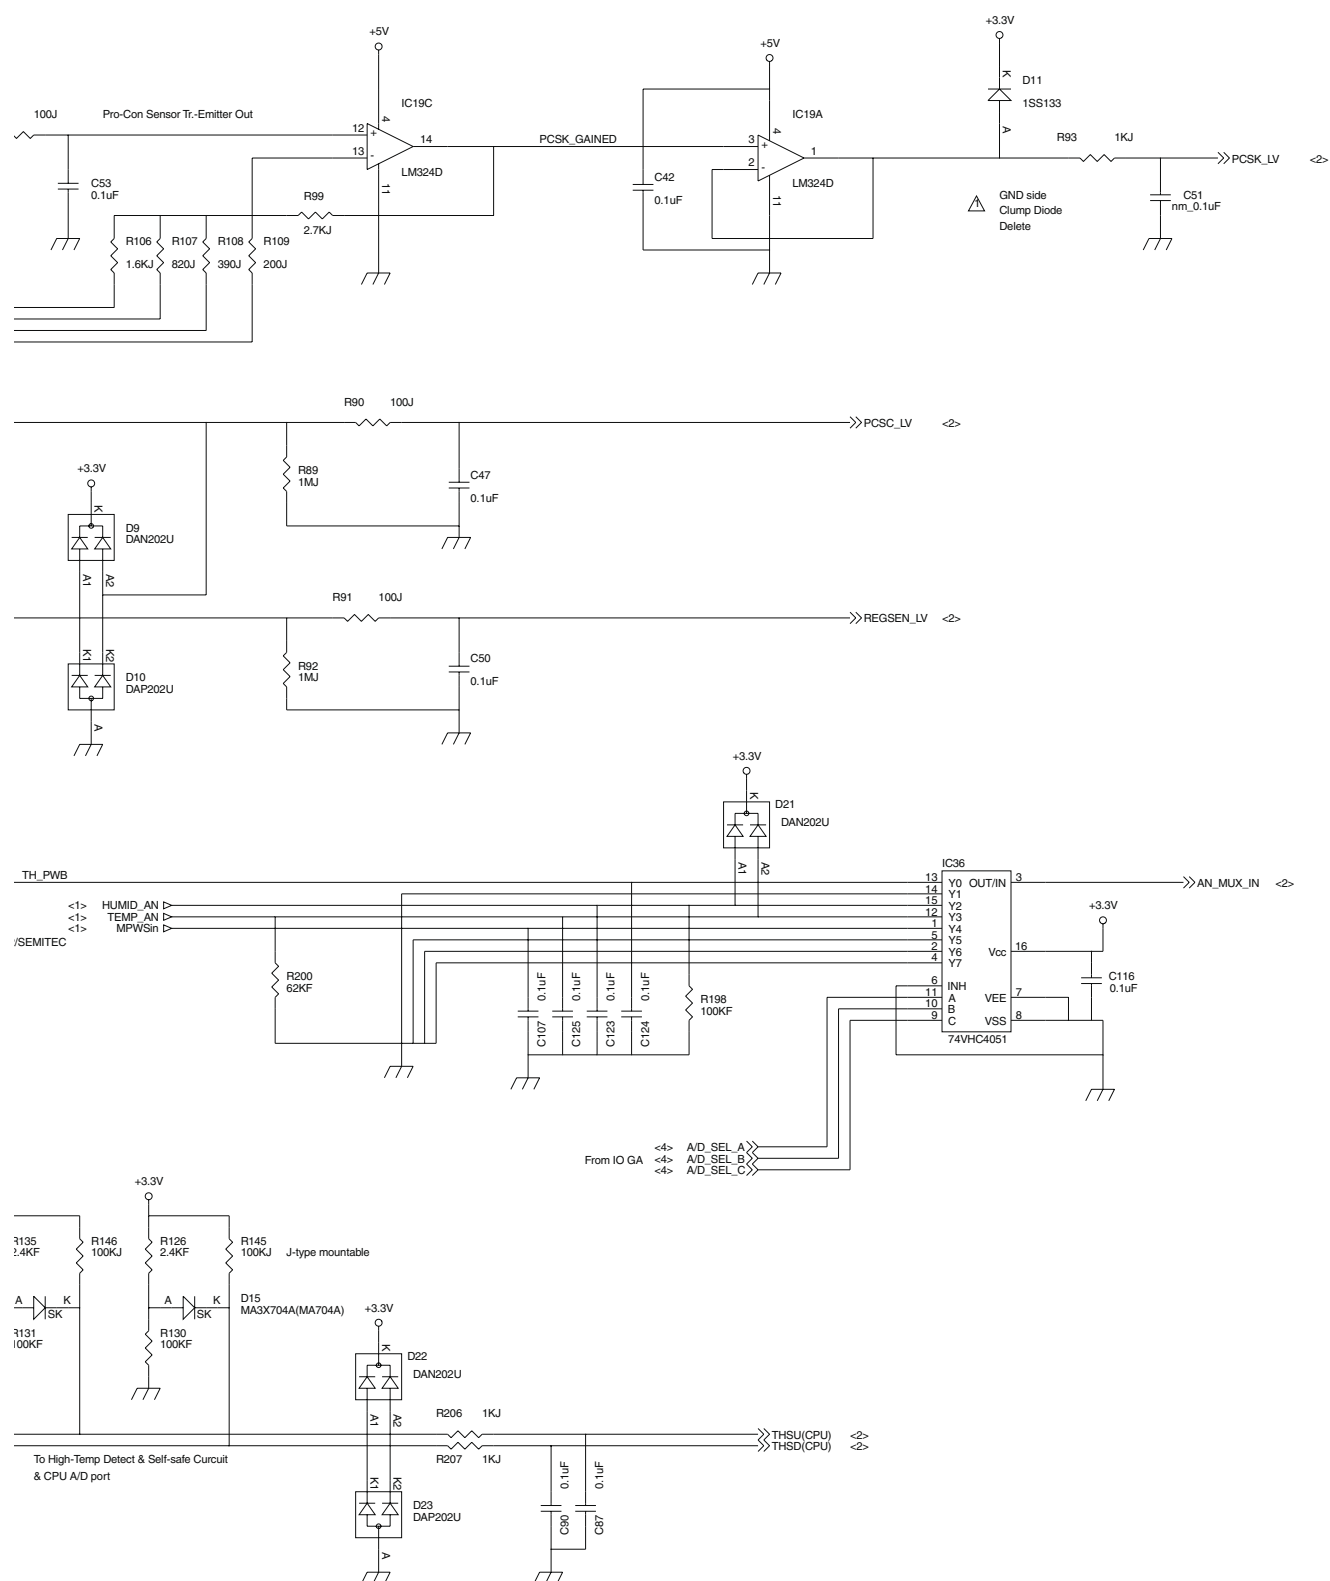 +3.3V
+5V
+5V
K
D11
1SS133
A
100J
Pro-Con Sensor Tr.-Emitter Out
IC19C
4
12
+
13
-
14
11
LM324D
PCSK_GAINED
IC19A
4
3
+
2
-
1
11
LM324D
R93
1KJ
PCSK_LV
<2>
C53
0.1uF
R99
2.7KJ
C42
0.1uF
GND side
Clump Diode
Delete
C51
nm_0.1uF
R106
R107
R108
R109
1.6KJ
820J
390J
200J
R90
100J
PCSC_LV
<2>
+3.3V
R89
1MJ
C47
0.1uF
K
D9
DAN202U
A1
A2
R91
100J
REGSEN_LV
<2>
K1
K2
D10
DAP202U
A
R92
1MJ
C50
0.1uF
+3.3V
K
D21
DAN202U
A1
A2
TH_PWB
<1>
HUMID_AN
<1>
TEMP_AN
<1>
MPWSin
/SEMITEC
IC36
13
Y0
OUT/IN
3
14
Y1
15
Y2
12
Y3
1
Y4
5
Y5
2
Y6
Vcc
16
4
Y7
6
INH
11
A
VEE
7
10
B
9
C
VSS
8
74VHC4051
AN_MUX_IN
<2>
+3.3V
C116
0.1uF
R200
62KF
0.1uF
0.1uF
0.1uF
0.1uF
C107
C125
C123
C124
R198
100KF
From IO GA
<4>
A/D_SEL_A
<4>
A/D_SEL_B
<4>
A/D_SEL_C
+3.3V
R135
2.4KF
R146
100KJ
R126
2.4KF
R145
100KJ
J-type mountable
A
K
SK
A
K
SK
D15
MA3X704A(MA704A)
R131
100KF
R130
100KF
+3.3V
K
D22
DAN202U
A1
A2
R206
1KJ
THSU(CPU)
<2>
THSD(CPU)
<2>
R207
1KJ
To High-Temp Detect & Self-safe Curcuit
& CPU A/D port
K1
K2
D23
DAP202U
A
0.1uF
0.1uF
C90
C87